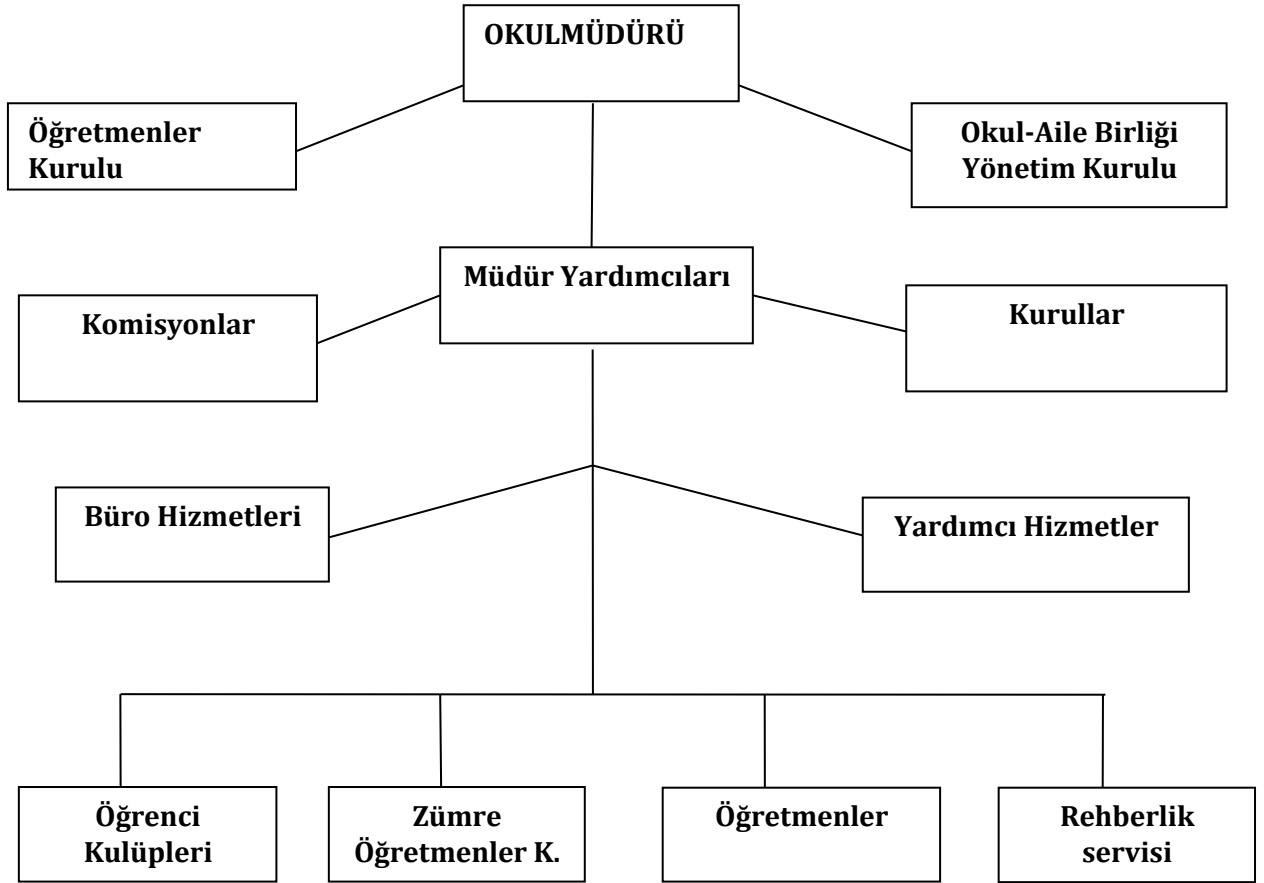 OKULMÜDÜRÜ
Öğretmenler
Kurulu
Okul-Aile Birliği
Yönetim Kurulu
Müdür Yardımcıları
Komisyonlar
Kurullar
Büro Hizmetleri
Yardımcı Hizmetler
Öğrenci
Kulüpleri
Zümre
Öğretmenler K.
Öğretmenler
Rehberlik
servisi